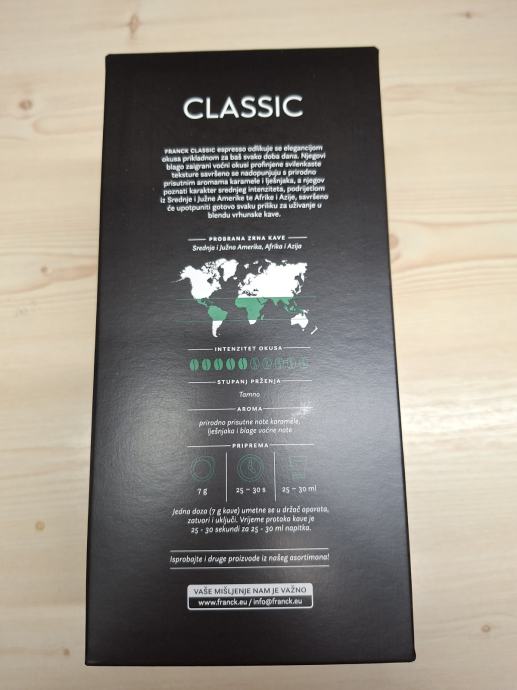 CLASSIC
FRANCK CLASSIC espresso odlikuje se elegancijom
okusa prikladnom za baš svako doba dana. Njegovi
blago zaigrani voćni okusi profinjene svilenkaste
teksture savršeno se nadopunjuju s prirodno
prisutnim aromama karamele i lješnjaka, a njegov
poznati karakter srednjeg intenziteta, podrijetlom
iz Srednje i Južne Amerike te Afrike i Azije, savršeno
će upotpuniti gotovo svaku priliku za uživanje u
blendu vrhunske kave.
PROBRANA ZRNA KAVE
Srednja i Južna Amerika, Afrika i Azija
INTENZITET OKUSA
STUPANJ PRŽENJA
Tamno
AROMA
prirodno prisutne note karamele,
lješnjaka i blage voćne note
PRIPREMA
7 g
25 – 30 s
25 – 30 ml
Jedna doza (7 g kave) umetne se u držač aparata,
zatvori i uključi. Vrijeme protoka kave je
25 - 30 sekundi za 25 - 30 ml napitka.
Isprobajte i druge proizvode iz našeg asortimana!
VAŠE MIŠLJENJE NAM JE VAŽNO
www.franck.eu / info@franck.eu